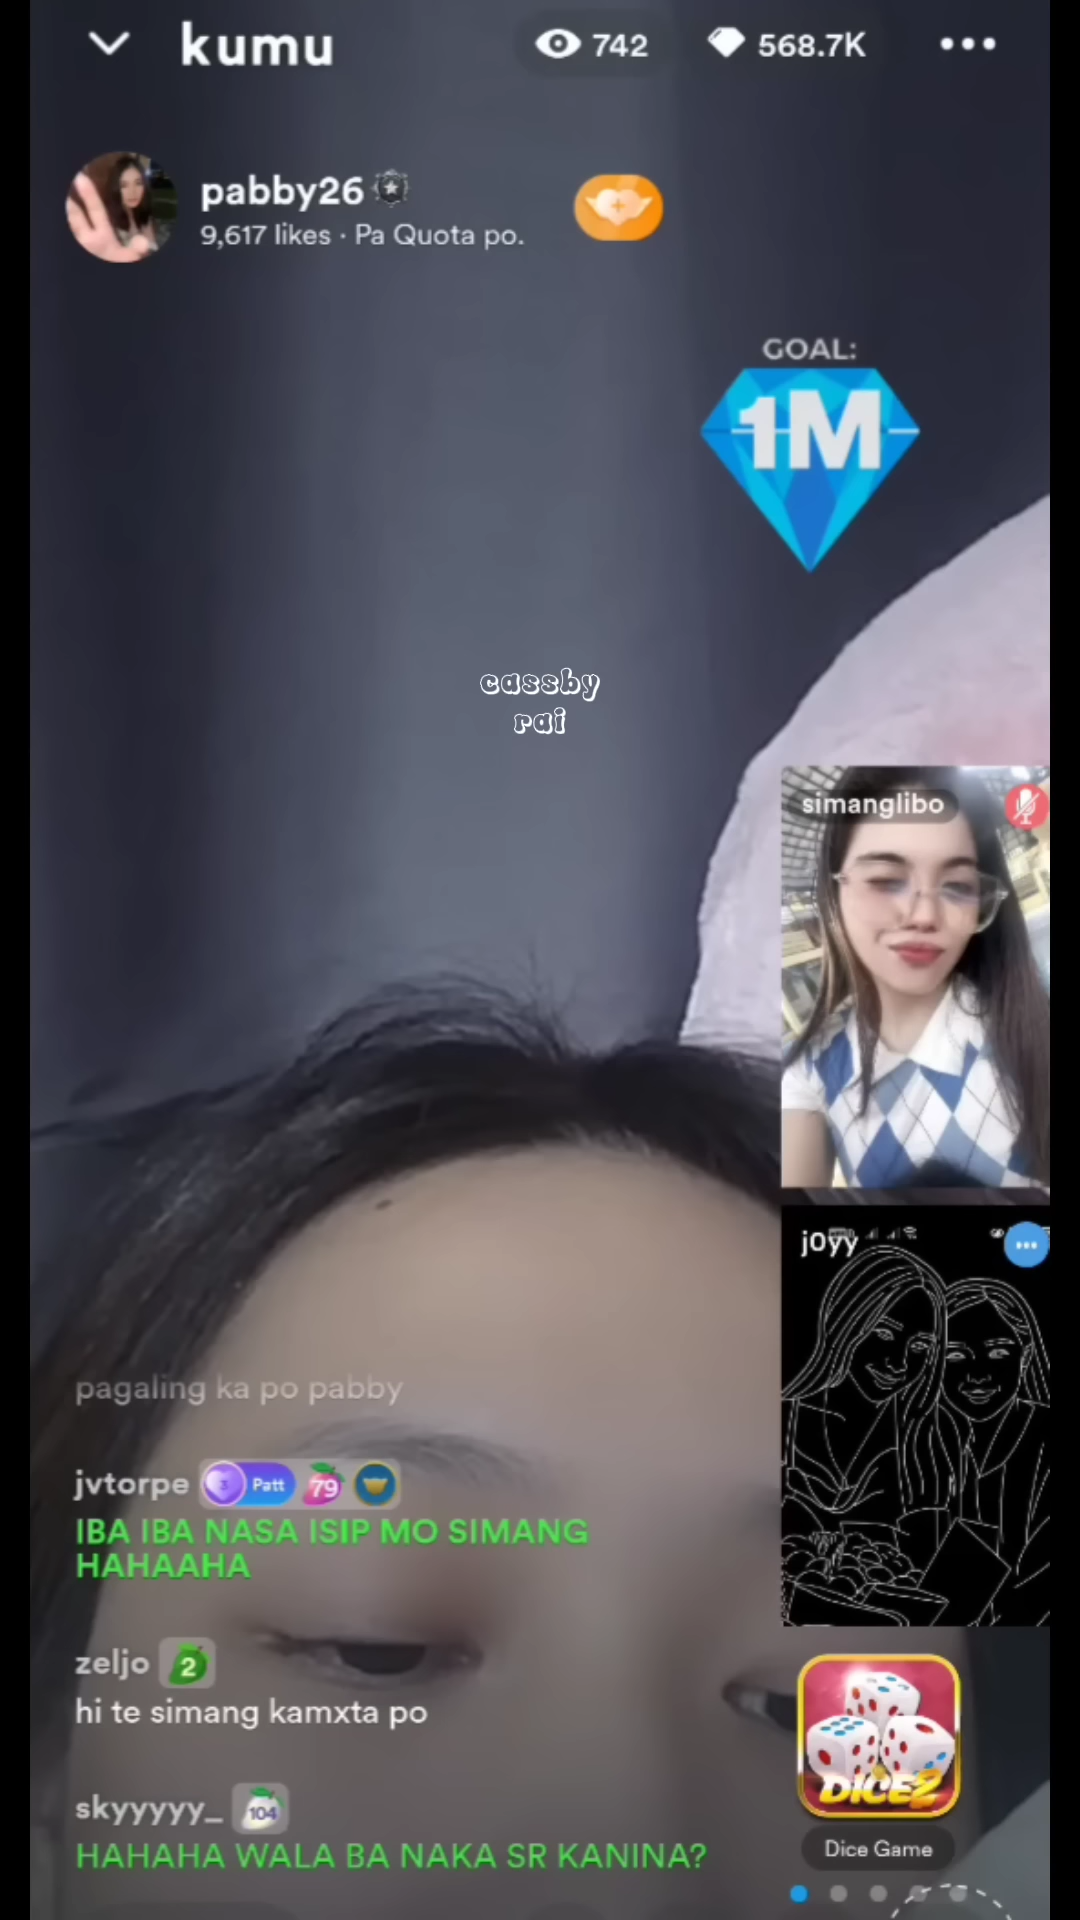 kumu
742
568.7K
pabby26
9,617 likes · Pa Quota po.
GOAL:
1M
cassby
rai
simanglibo
j0yy
pagaling ka po pabby
jvtorpe 3 Patt 79
IBA IBA NASA ISIP MO SIMANG
HAHAAHA
zeljo 2
hi te simang kamxta po
skyyyyy_ 104
HAHAHA WALA BA NAKA SR KANINA?
DICE2
Dice Game